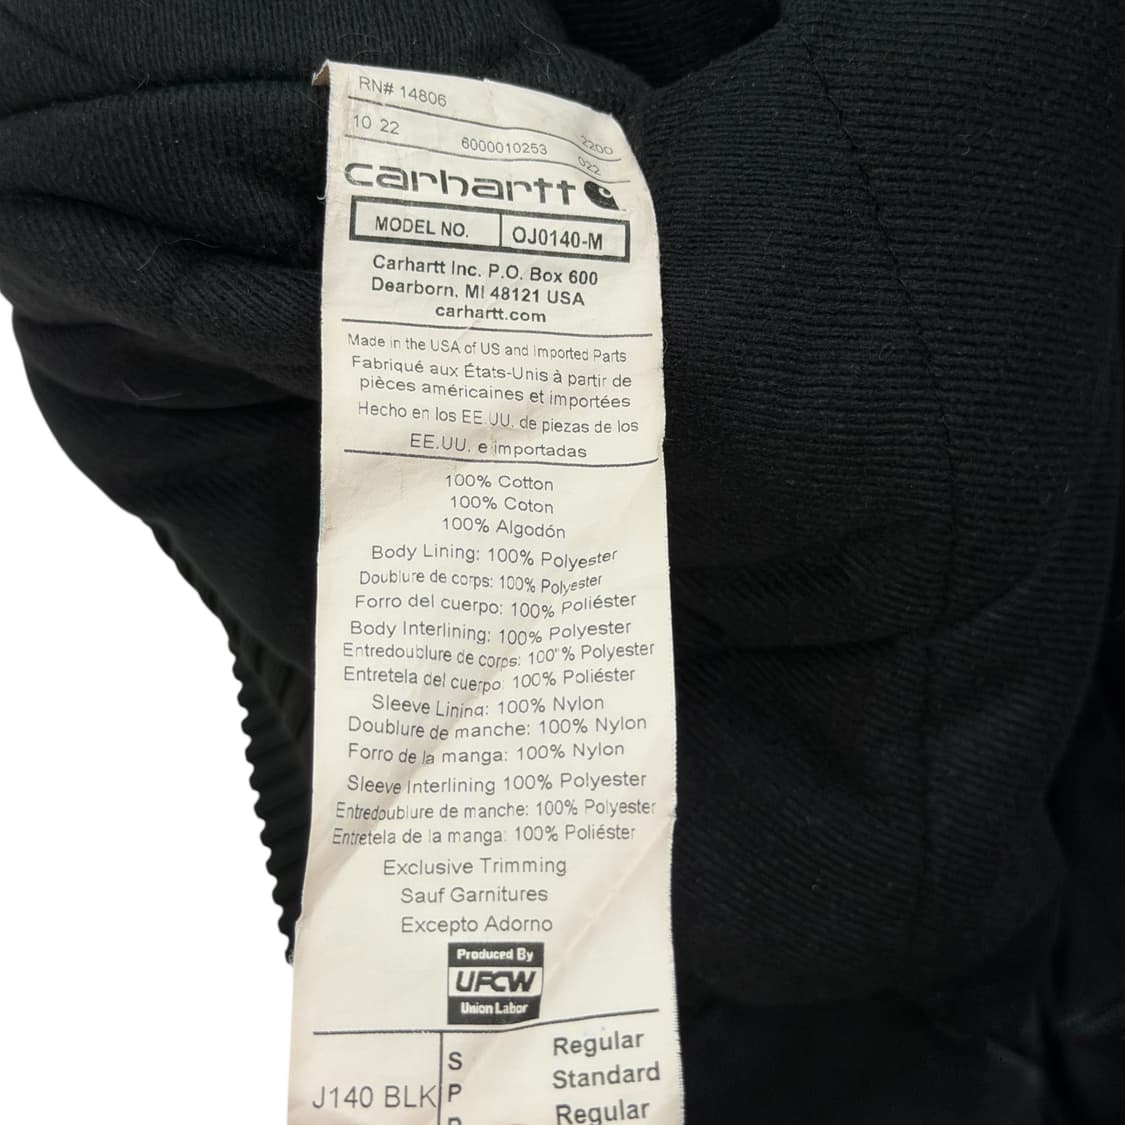 RN# 14806
10 22 6000010253 2200
022
carhartt
MODEL NO. OJ0140-M
Carhartt Inc. P.O. Box 600
Dearborn, MI 48121 USA
carhartt.com
Made in the USA of US and Imported Parts
Fabriqué aux États-Unis à partir de
pièces américaines et importées
Hecho en los EE.UU. de piezas de los
EE.UU. e importadas
100% Cotton
100% Coton
100% Algodón
Body Lining: 100% Polyester
Doublure de corps: 100% Polyester
Forro del cuerpo: 100% Poliéster
Body Interlining: 100% Polyester
Entredoublure de corps: 100% Polyester
Entretela del cuerpo: 100% Poliéster
Sleeve Lining: 100% Nylon
Doublure de manche: 100% Nylon
Forro de la manga: 100% Nylon
Sleeve Interlining 100% Polyester
Entredoublure de manche: 100% Polyester
Entretela de la manga: 100% Poliéster
Exclusive Trimming
Sauf Garnitures
Excepto Adorno
Produced By
UFCW
Union Labor
S Regular
J140 BLK P Standard
Regular